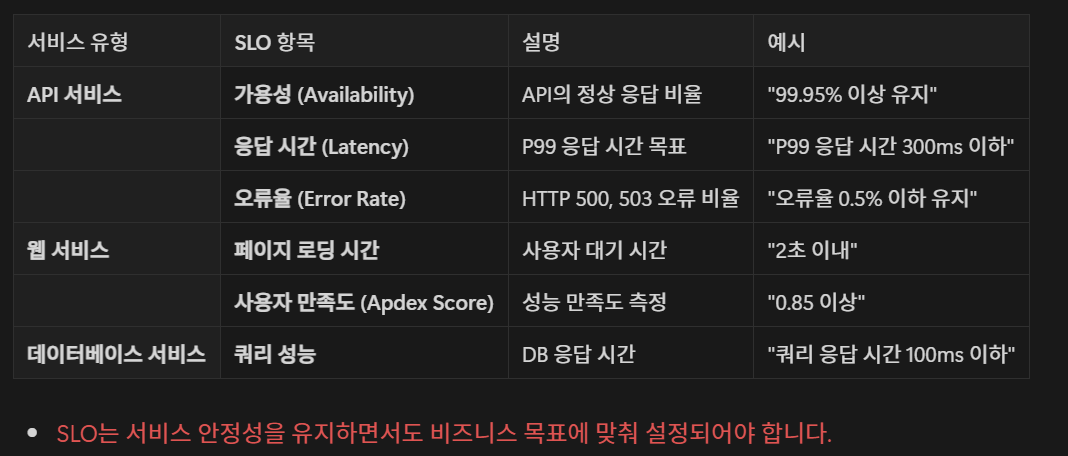 서비스 유형 SLO 항목 설명 예시
API 서비스 가용성 (Availability) API의 정상 응답 비율 "99.95% 이상 유지"
응답 시간 (Latency) P99 응답 시간 목표 "P99 응답 시간 300ms 이하"
오류율 (Error Rate) HTTP 500, 503 오류 비율 "오류율 0.5% 이하 유지"
웹 서비스 페이지 로딩 시간 사용자 대기 시간 "2초 이내"
사용자 만족도 (Apdex Score) 성능 만족도 측정 "0.85 이상"
데이터베이스 서비스 쿼리 성능 DB 응답 시간 "쿼리 응답 시간 100ms 이하"
• SLO는 서비스 안정성을 유지하면서도 비즈니스 목표에 맞춰 설정되어야 합니다.